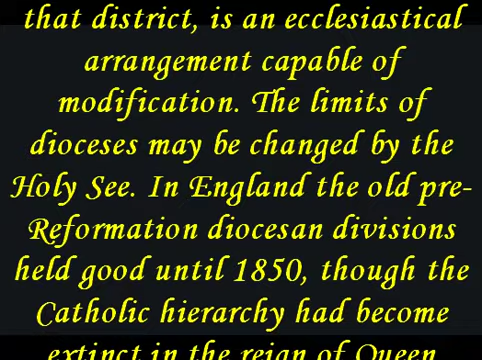 that district, is an ecclesiastical
arrangement capable of
modification. The limits of
dioceses may be changed by the
Holy See. In England the old pre-
Reformation diocesan divisions
held good until 1850, though the
Catholic hierarchy had become
extinct in the reign of Queen